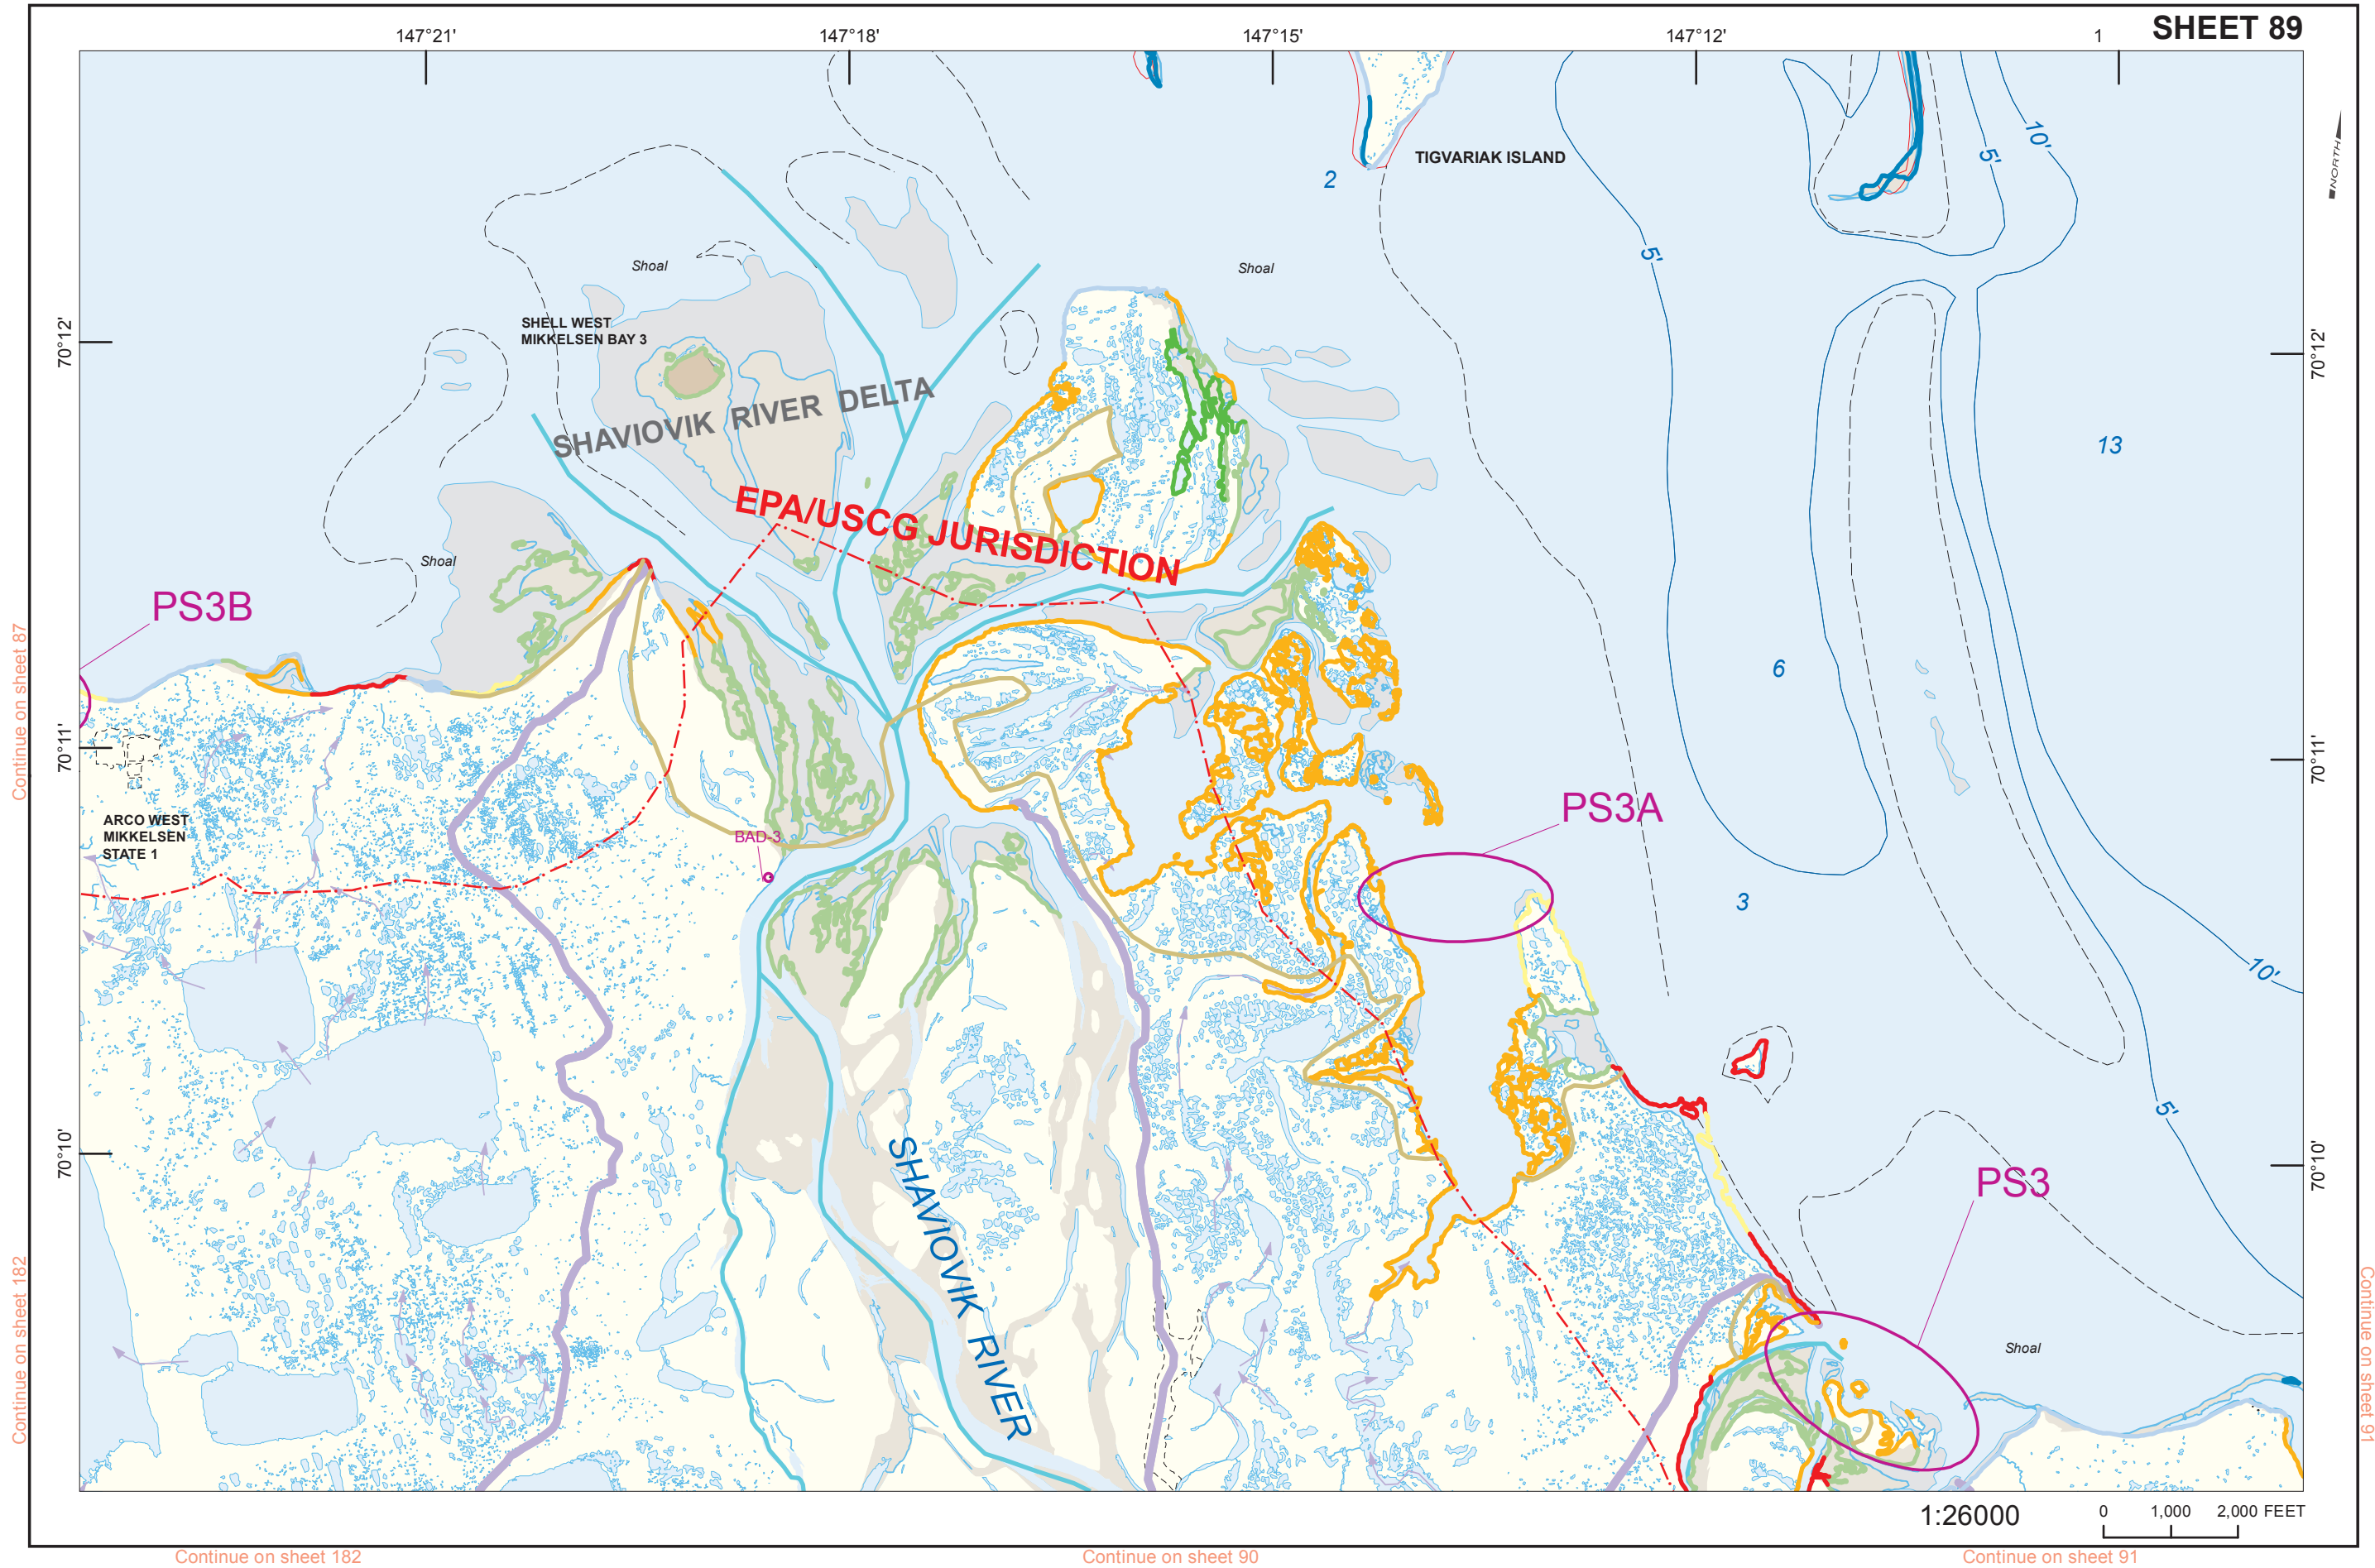 SHEET 89
147°21'
147°18'
147°15'
147°12'
1
NORTH
10'
5'
TIGVARIAK ISLAND
2
5'
Shoal
Shoal
SHELL WEST
MIKKELSEN BAY 3
70°12'
70°12'
SHAVIOVIK RIVER DELTA
13
EPA/USCG JURISDICTION
Shoal
PS3B
Continue on sheet 87
6
70°11'
70°11'
PS3A
ARCO WEST
MIKKELSEN
STATE 1
BAD-3
3
10'
5'
70°10'
70°10'
PS3
SHAVIOVIK RIVER
Continue on sheet 182
Continue on sheet 91
Shoal
1:26000
0 1,000 2,000 FEET
Continue on sheet 182
Continue on sheet 90
Continue on sheet 91